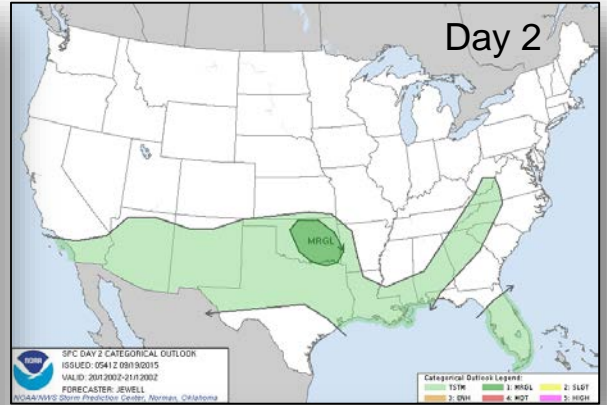 Day 2
MRGL
NOAA
SPC DAY 2 CATEGORICAL OUTLOOK
ISSUED: 0541Z 09/19/2015
VALID: 20/1200Z-21/1200Z
FORECASTER: JEWELL
NOAA/NWS Storm Prediction Center, Norman, Oklahoma
Categorical Outlook Legend:
TSTM 1: MRGL 2: SLGT
3: ENH 4: MDT 5: HIGH